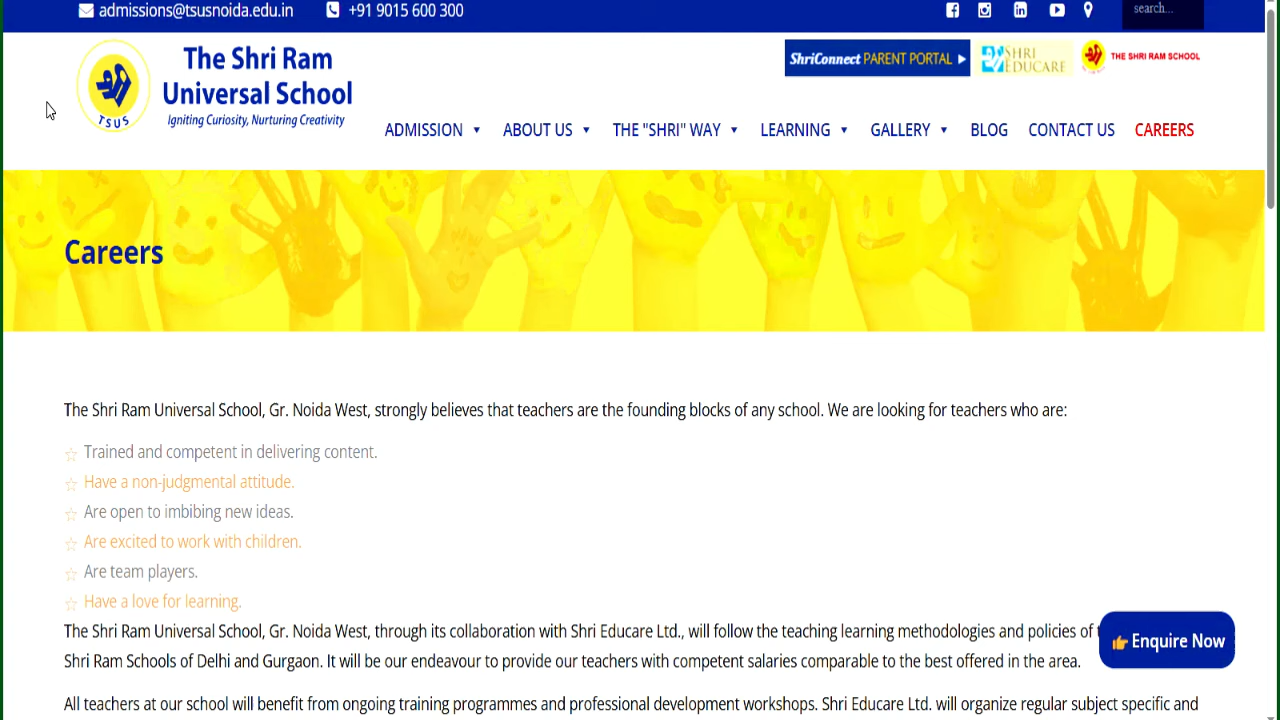 admissions@tsusnoida.edu.in +91 9015 600 300 search...
The Shri Ram
Universal School
Igniting Curiosity, Nurturing Creativity
TSUS
ShriConnect PARENT PORTAL
SHRI
EDUCARE
THE SHRI RAM SCHOOL
ADMISSION ABOUT US THE "SHRI" WAY LEARNING GALLERY BLOG CONTACT US CAREERS
Careers
The Shri Ram Universal School, Gr. Noida West, strongly believes that teachers are the founding blocks of any school. We are looking for teachers who are:
Trained and competent in delivering content.
Have a non-judgmental attitude.
Are open to imbibing new ideas.
Are excited to work with children.
Are team players.
Have a love for learning.
The Shri Ram Universal School, Gr. Noida West, through its collaboration with Shri Educare Ltd., will follow the teaching learning methodologies and policies of
Shri Ram Schools of Delhi and Gurgaon. It will be our endeavour to provide our teachers with competent salaries comparable to the best offered in the area.
Enquire Now
All teachers at our school will benefit from ongoing training programmes and professional development workshops. Shri Educare Ltd. will organize regular subject specific and